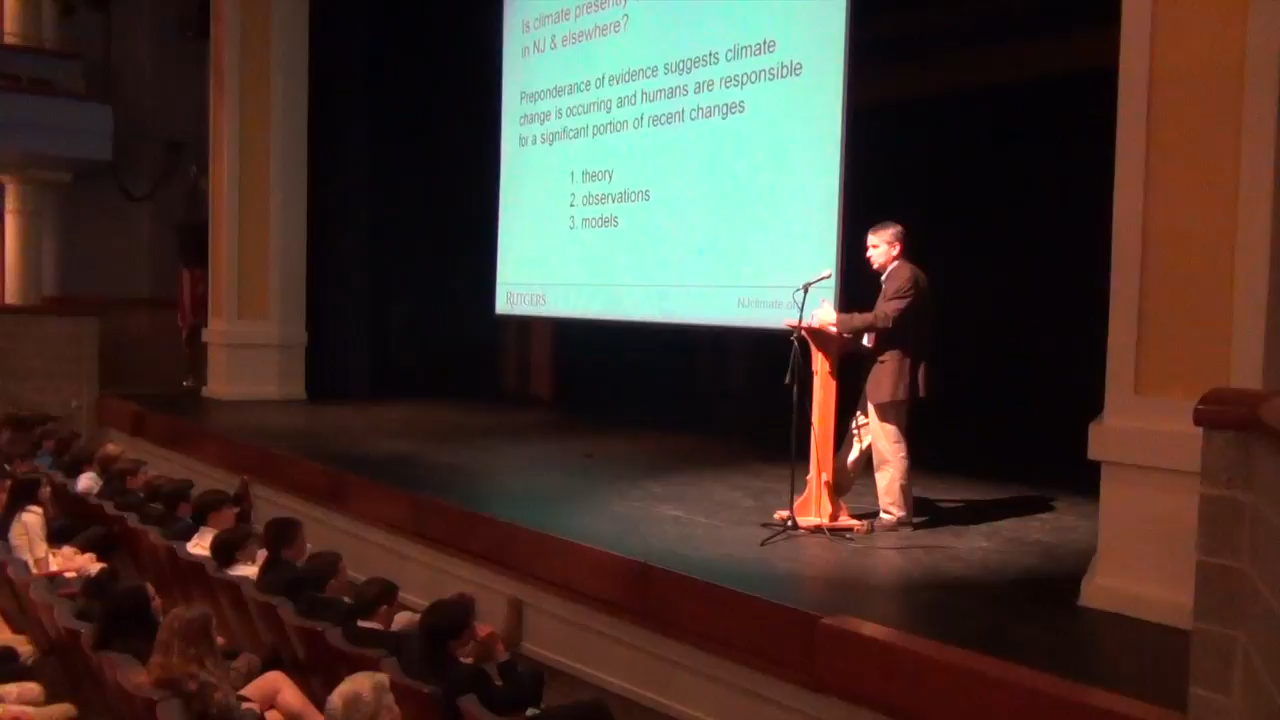 Is climate presently
in NJ & elsewhere?
Preponderance of evidence suggests climate
change is occurring and humans are responsible
for a significant portion of recent changes
1. theory
2. observations
3. models
RUTGERS
NJclimate.org